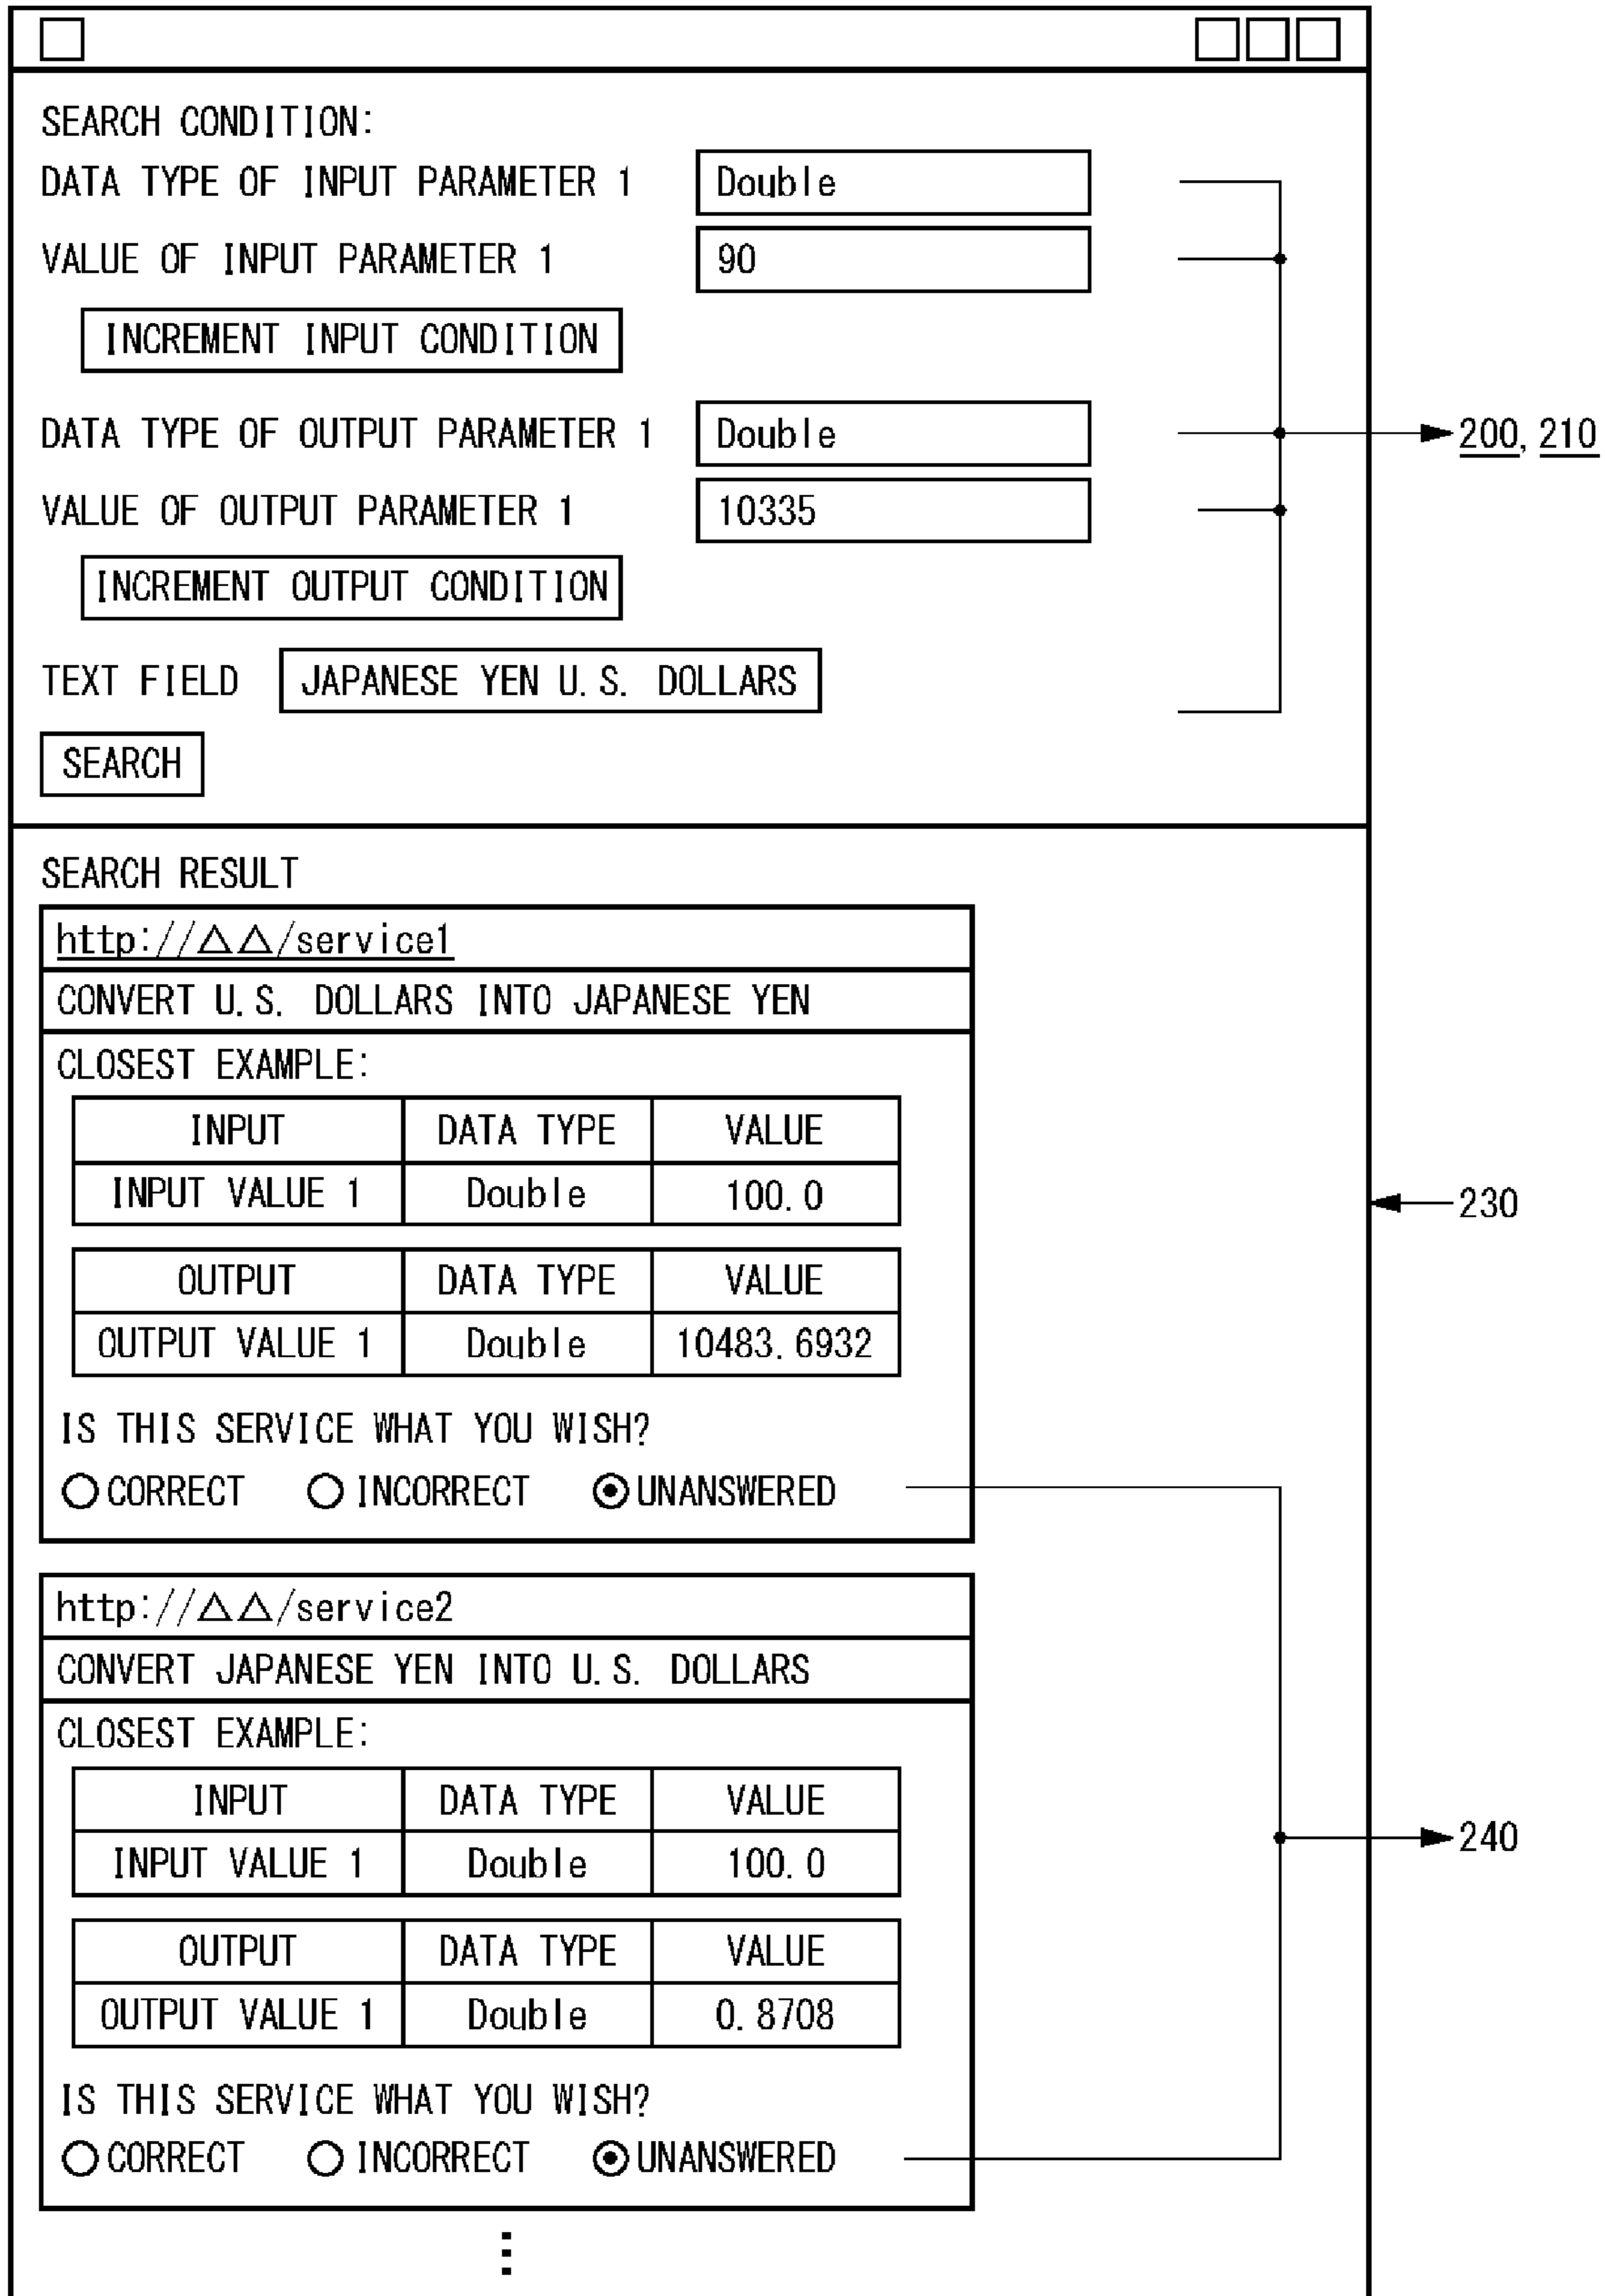 SEARCH CONDITION:
DATA TYPE OF INPUT PARAMETER 1 Double
VALUE OF INPUT PARAMETER 1 90
INCREMENT INPUT CONDITION
DATA TYPE OF OUTPUT PARAMETER 1 Double
200, 210
VALUE OF OUTPUT PARAMETER 1 10335
INCREMENT OUTPUT CONDITION
TEXT FIELD JAPANESE YEN U.S. DOLLARS
SEARCH
SEARCH RESULT
http://△△/service1
CONVERT U.S. DOLLARS INTO JAPANESE YEN
CLOSEST EXAMPLE:
INPUT DATA TYPE VALUE
INPUT VALUE 1 Double 100.0
230
OUTPUT DATA TYPE VALUE
OUTPUT VALUE 1 Double 10483.6932
IS THIS SERVICE WHAT YOU WISH?
CORRECT INCORRECT UNANSWERED
http://△△/service2
CONVERT JAPANESE YEN INTO U.S. DOLLARS
CLOSEST EXAMPLE:
INPUT DATA TYPE VALUE
240
INPUT VALUE 1 Double 100.0
OUTPUT DATA TYPE VALUE
OUTPUT VALUE 1 Double 0.8708
IS THIS SERVICE WHAT YOU WISH?
CORRECT INCORRECT UNANSWERED